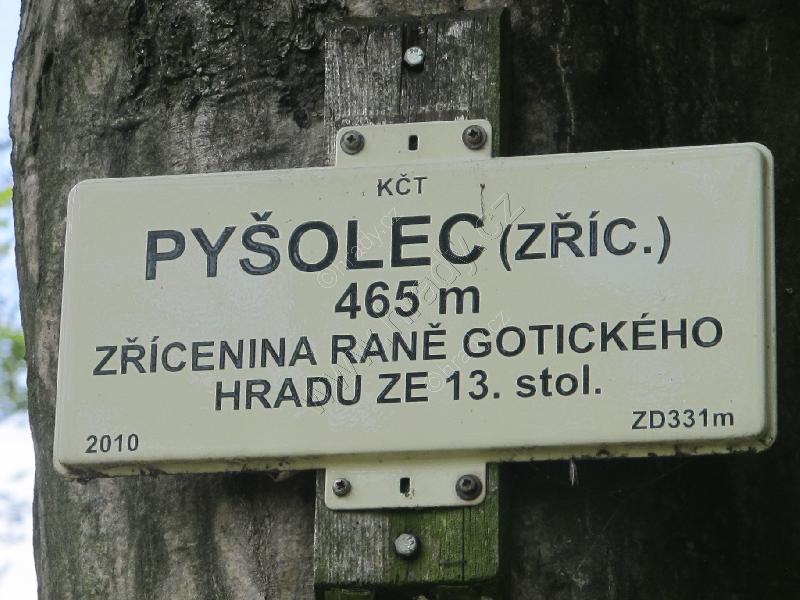 KČT
PYŠOLEC (ZŘÍC.)
465 m
ZŘÍCENINA RANĚ GOTICKÉHO
HRADU ZE 13. stol.
2010 ZD331m